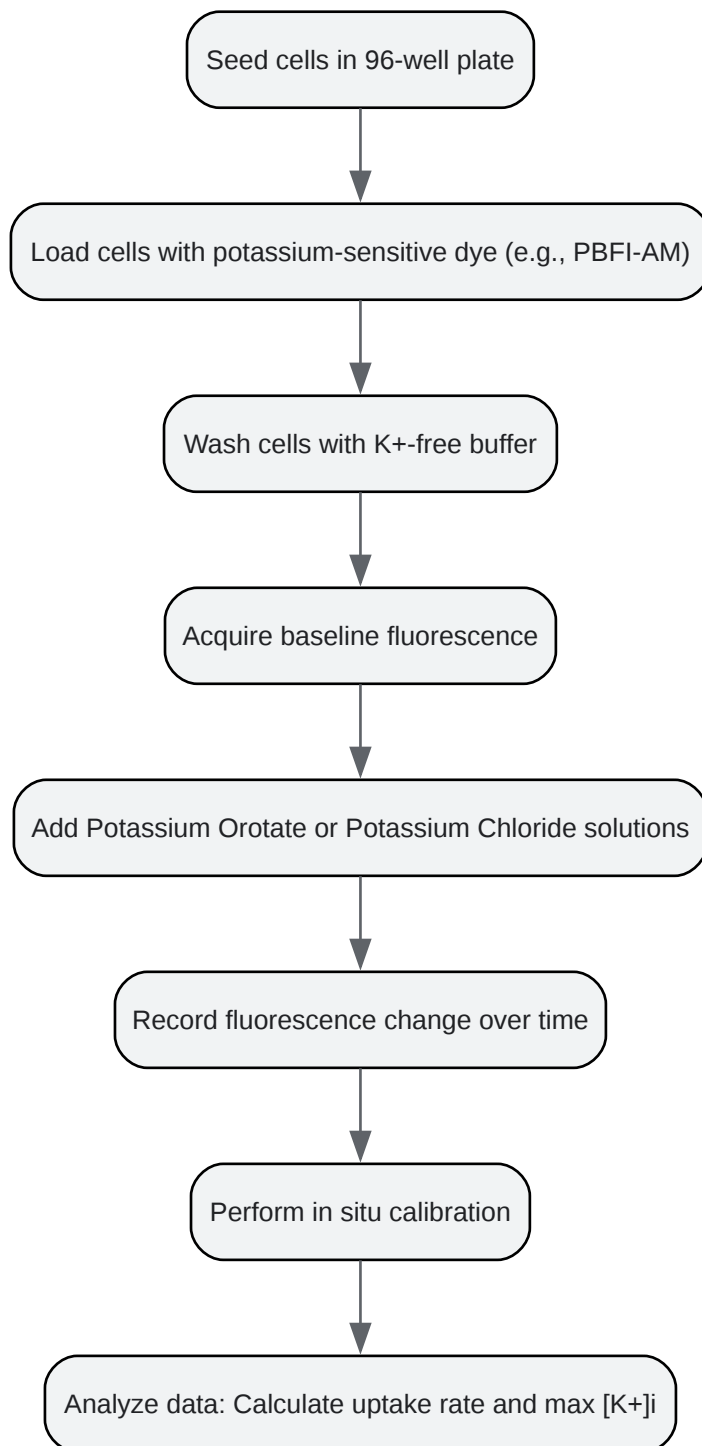 Seed cells in 96-well plate
Load cells with potassium-sensitive dye (e.g., PBFI-AM)
Wash cells with K+-free buffer
Acquire baseline fluorescence
Add Potassium Orotate or Potassium Chloride solutions
Record fluorescence change over time
Perform in situ calibration
Analyze data: Calculate uptake rate and max [K+]i